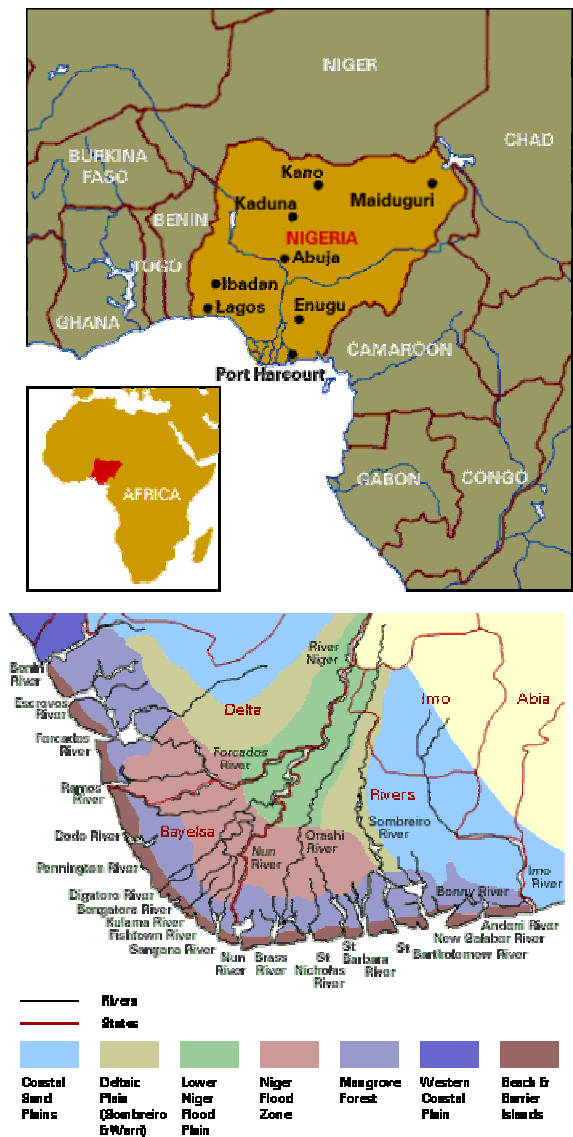 NIGER
CHAD
BURKINA
FASO
Kano
Maiduguri
Kaduna
BENIN
NIGERIA
Abuja
TOGO
Ibadan
Enugu
Lagos
GHANA
CAMAROON
Port Harcourt
GABON
CONGO
AFRICA
River
Niger
Benin
River
Imo
Abia
Escravos
River
Delta
Forcados
River
Forcados
River
Ramos
River
Rivers
Sombreiro
River
Dodo River
Bayelsa
Orashi
River
Nun
River
Pennington River
Imo
River
Bonny River
Digatoro River
Bengatoro River
Kulama River
Fishtown River
Sangana River
Andoni River
New Calabar River
St
Bartholomew River
Nun
River
Brass
River
St
Nicholas
River
St
Barbara
River
Rivers
States
Coastal
Sand
Plains
Deltaic
Plain
(Sombreiro
& Warri)
Lower
Niger
Flood
Plain
Niger
Flood
Zone
Mangrove
Forest
Western
Coastal
Plain
Beach &
Barrier
Islands